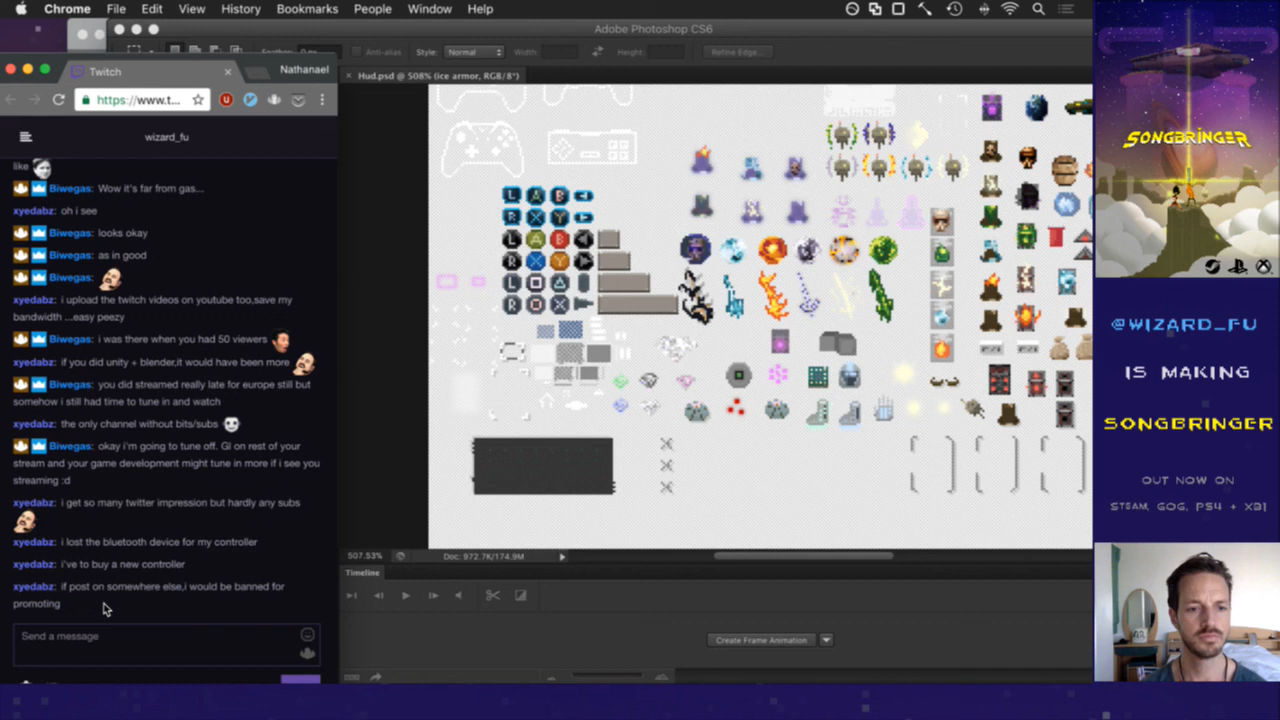 Chrome File Edit View History Bookmarks People Window Help
Adobe Photoshop CS6
Anti-alias Style: Normal Width: Height: Refine Edge...
Twitch
Nathanael
Hud.psd @ 508% (ice armor, RGB/8*)
https://www.t...
wizard_fu
like
Biwegas: Wow it's far from gas...
xyedabz: oh i see
Biwegas: looks okay
Biwegas: as in good
Biwegas:
xyedabz: i upload the twitch videos on youtube too,save my
bandwidth ...easy peezy
Biwegas: i was there when you had 50 viewers
xyedabz: if you did unity + blender,it would have been more
Biwegas: you did streamed really late for europe still but
somehow i still had time to tune in and watch
xyedabz: the only channel without bits/subs
Biwegas: okay i'm going to tune off. Gl on rest of your
stream and your game development might tune in more if i see you
streaming :d
xyedabz: i get so many twitter impression but hardly any subs
xyedabz: i lost the bluetooth device for my controller
xyedabz: i've to buy a new controller
xyedabz: if post on somewhere else,i would be banned for
promoting
Send a message
L A B
R X Y
L A B
R X Y
L
R
507.53% Doc: 972.7K/174.9M
Timeline
Create Frame Animation
SONGBRINGER
@WIZARD_FU
IS MAKING
SONGBRINGER
OUT NOW ON
STEAM, GOG, PS4 + XB1